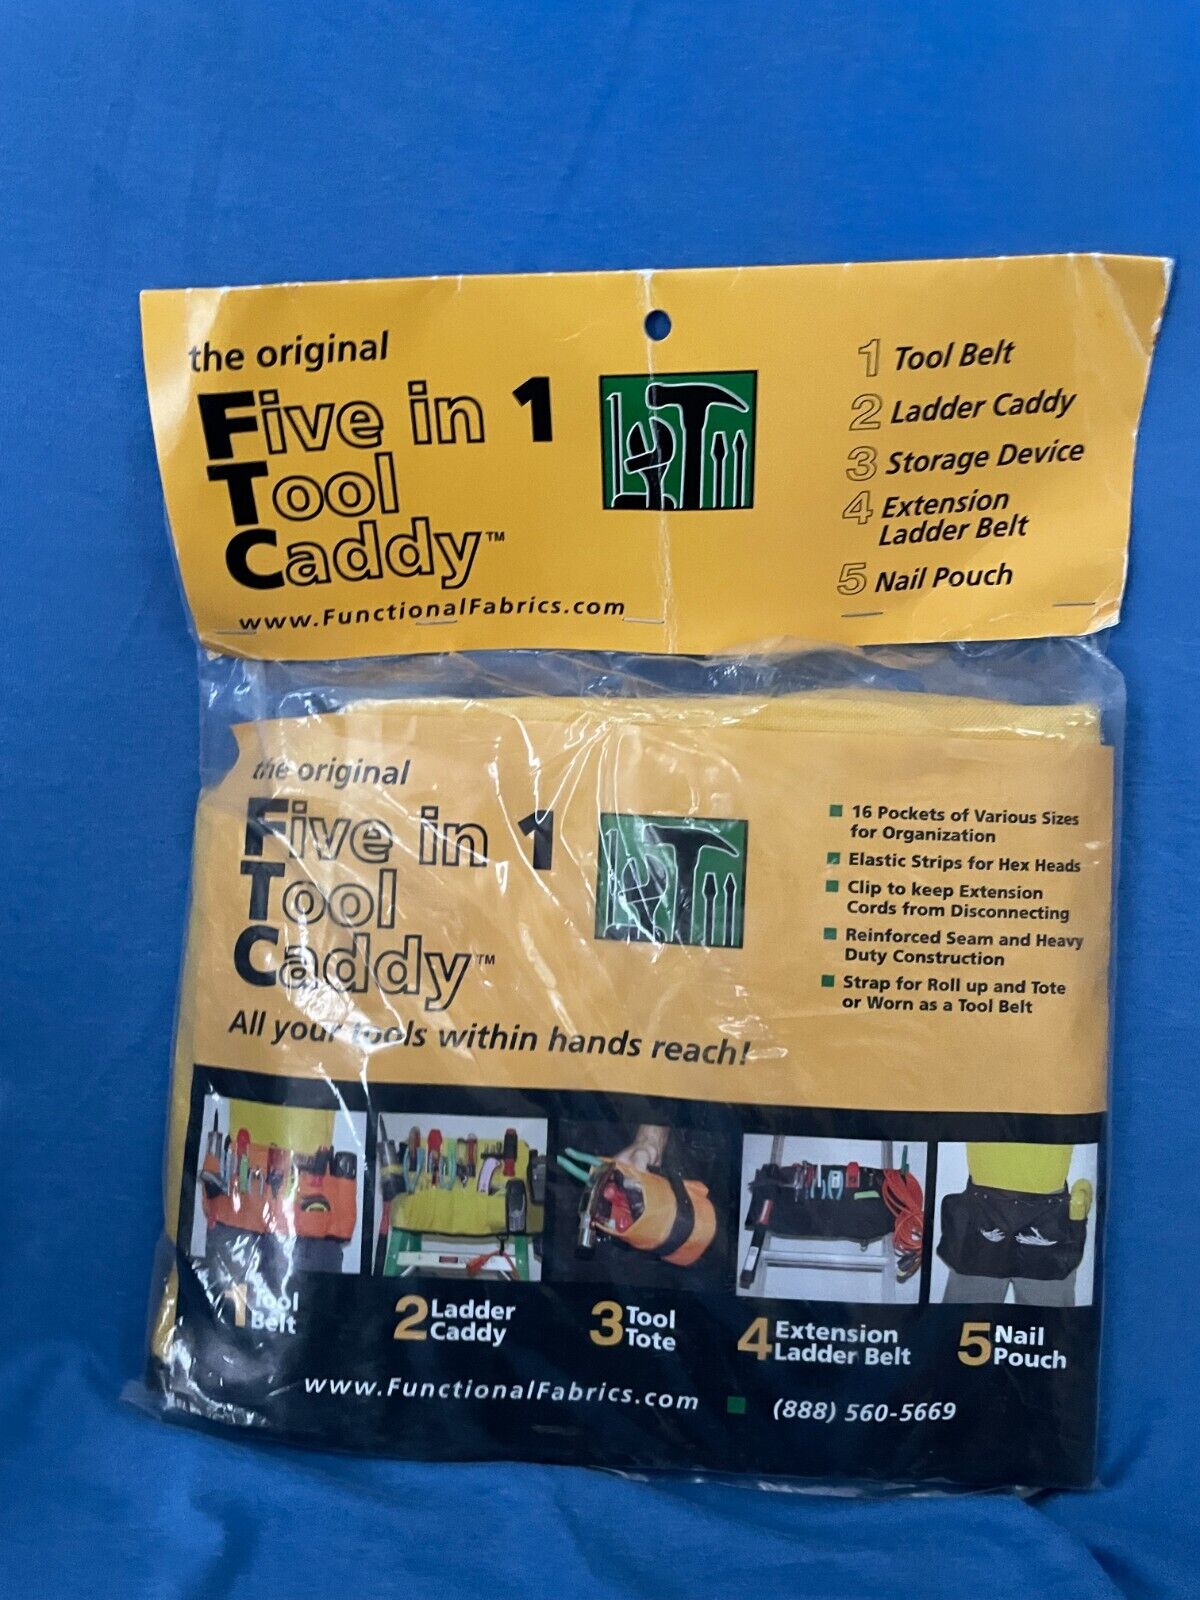 the original
Five in 1
Tool
Caddy™
www.FunctionalFabrics.com
1 Tool Belt
2 Ladder Caddy
3 Storage Device
4 Extension
Ladder Belt
5 Nail Pouch
the original
Five in 1
Tool
Caddy™
All your tools within hands reach!
16 Pockets of Various Sizes
for Organization
Elastic Strips for Hex Heads
Clip to keep Extension
Cords from Disconnecting
Reinforced Seam and Heavy
Duty Construction
Strap for Roll up and Tote
or Worn as a Tool Belt
1 Tool
Belt
2 Ladder
Caddy
3 Tool
Tote
4 Extension
Ladder Belt
5 Nail
Pouch
www.FunctionalFabrics.com (888) 560-5669